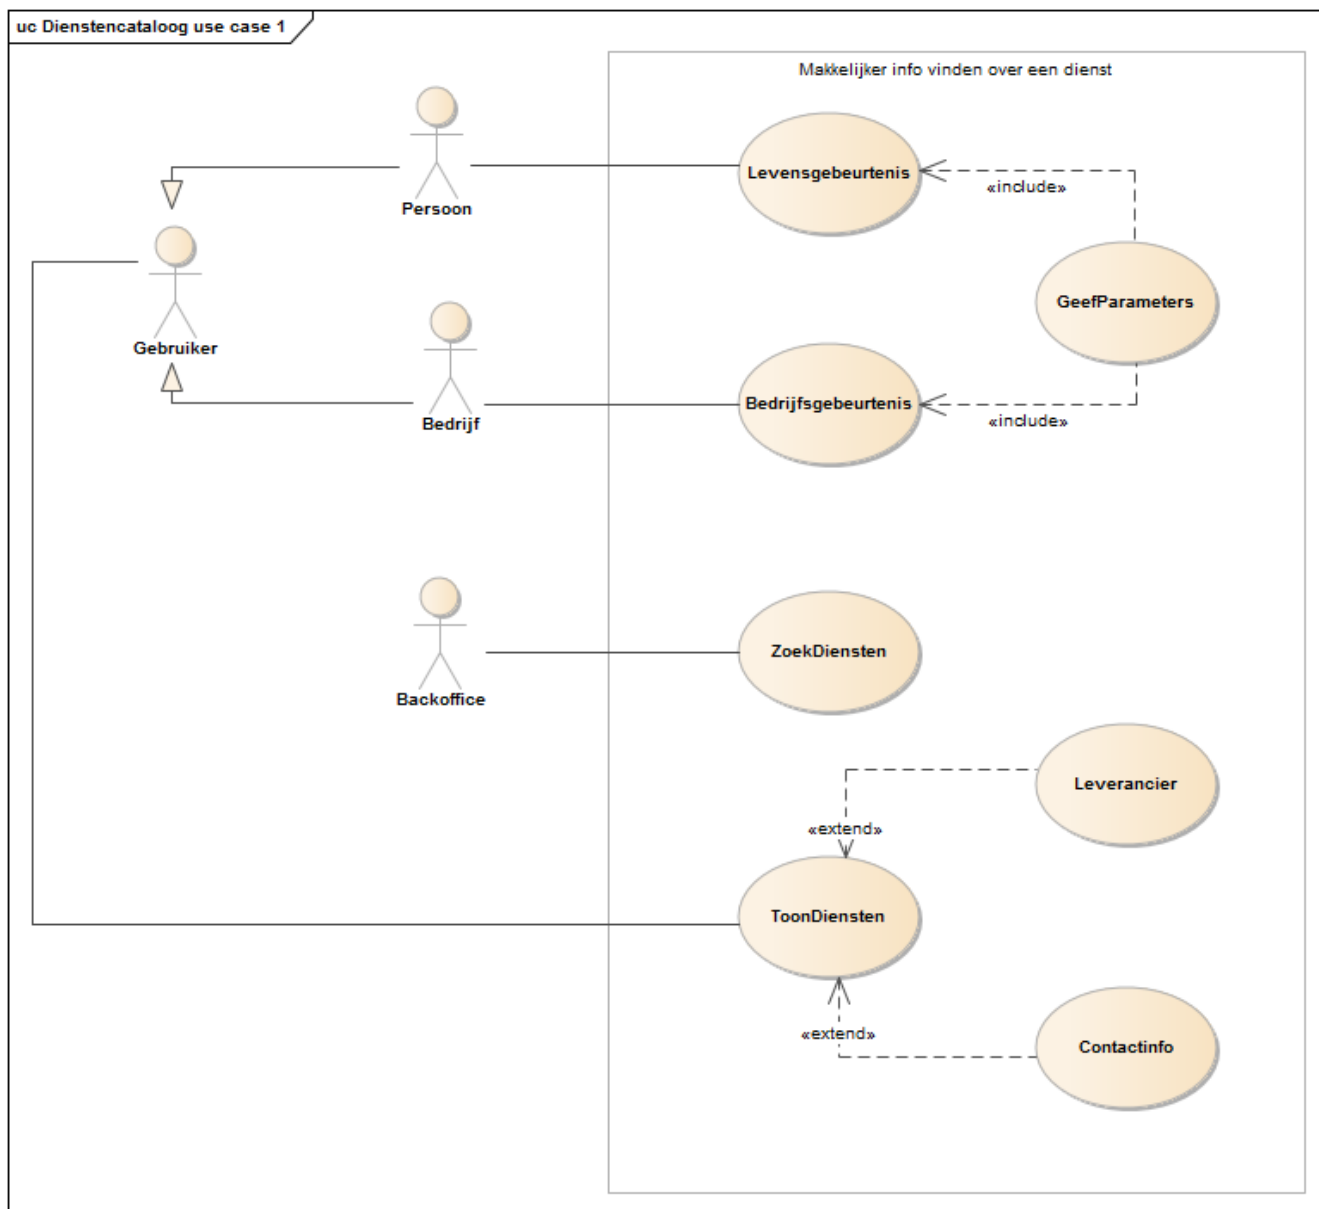 uc Dienstencataloog use case 1
Makkelijker info vinden over een dienst
Persoon
Levensgebeurtenis
«include»
Gebruiker
GeefParameters
Bedrijf
Bedrijfsgebeurtenis
«include»
Backoffice
ZoekDiensten
Leverancier
«extend»
ToonDiensten
«extend»
Contactinfo